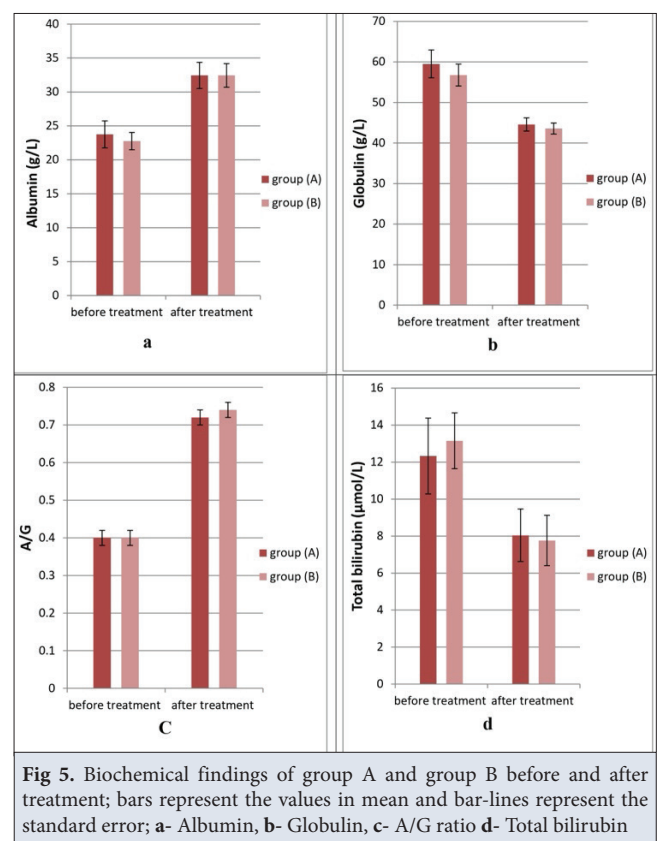 40
35
30
25
20
15
10
5
0
Albumin (g/L)
before treatment after treatment
group (A)
group (B)
a
70
60
50
40
30
20
10
0
Globulin (g/L)
before treatment after treatment
group (A)
group (B)
b
0.8
0.7
0.6
0.5
0.4
0.3
0.2
0.1
0
A/G
before treatment after treatment
group (A)
group (B)
C
16
14
12
10
8
6
4
2
0
Total bilirubin (µmol/L)
before treatment after treatment
group (A)
group (B)
d
Fig 5. Biochemical findings of group A and group B before and after
treatment; bars represent the values in mean and bar-lines represent the
standard error; a- Albumin, b- Globulin, c- A/G ratio d- Total bilirubin